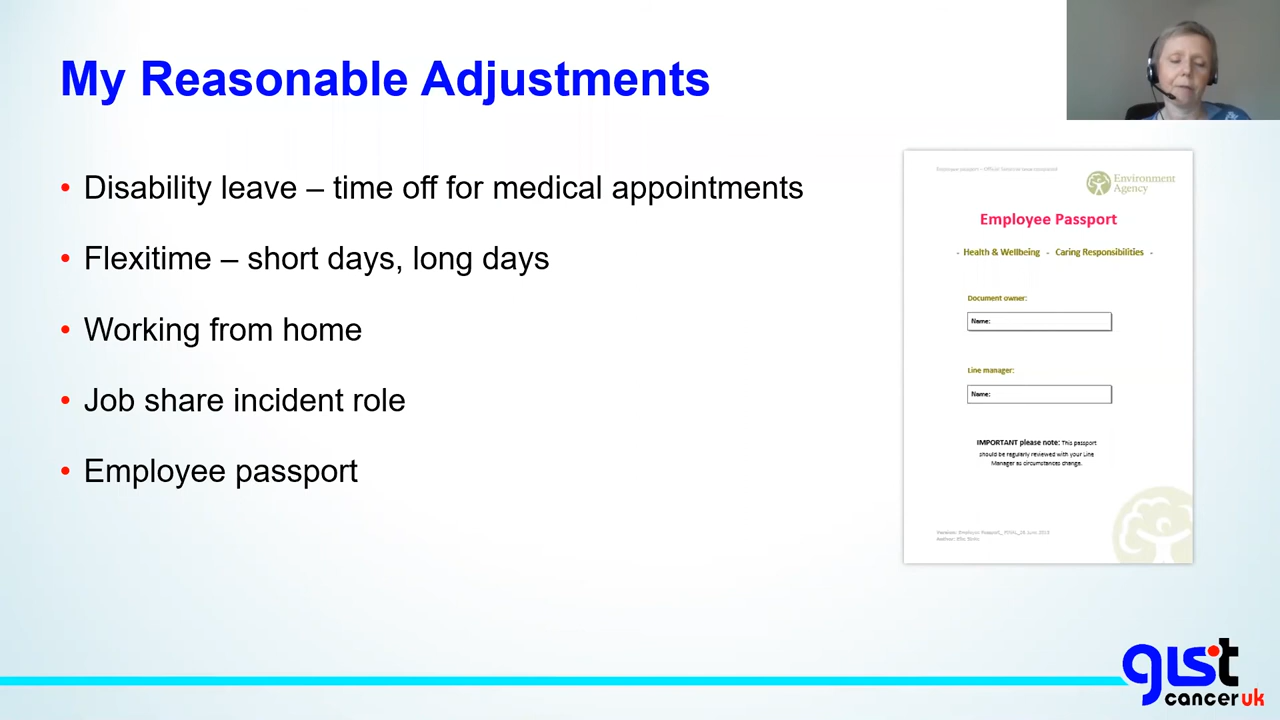 My Reasonable Adjustments
• Disability leave – time off for medical appointments
• Flexitime – short days, long days
• Working from home
• Job share incident role
• Employee passport
Environment
Agency
Employee Passport
- Health & Wellbeing - Caring Responsibilities -
Document owner:
Name:
Line manager:
Name:
IMPORTANT please note: This passport
should be regularly reviewed with your Line
Manager as circumstances change.
gist
cancer uk